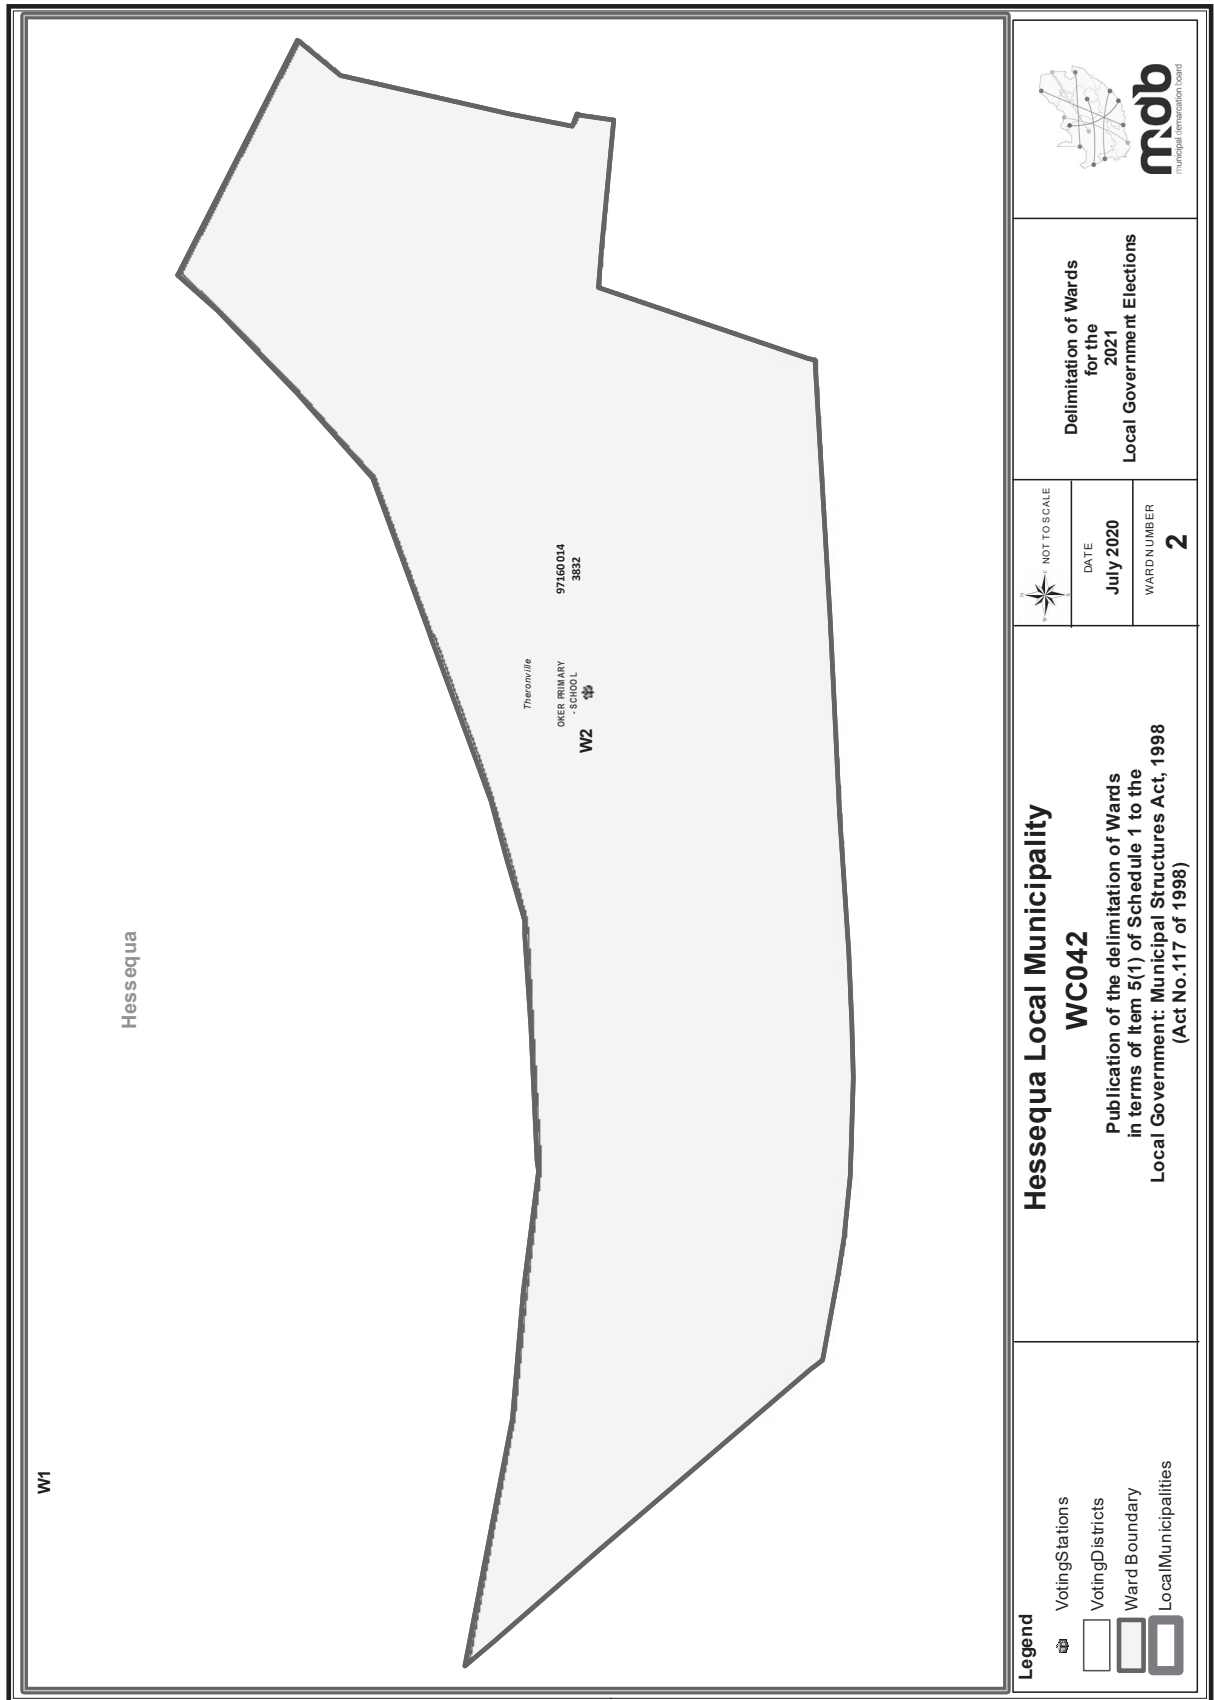 W1
Hessequa
Theronville
OKER PRIMARY
- SCHOOL
W2
97160014
3832
Legend
VotingStations
VotingDistricts
Ward Boundary
LocalMunicipalities
Hessequa Local Municipality
WC042
Publication of the delimitation of Wards
in terms of Item 5(1) of Schedule 1 to the
Local Government: Municipal Structures Act, 1998
(Act No.117 of 1998)
N
W
E
S
NOT TO SCALE
DATE
July 2020
WARD NUMBER
2
Delimitation of Wards
for the
2021
Local Government Elections
mdb
municipal demarcation board